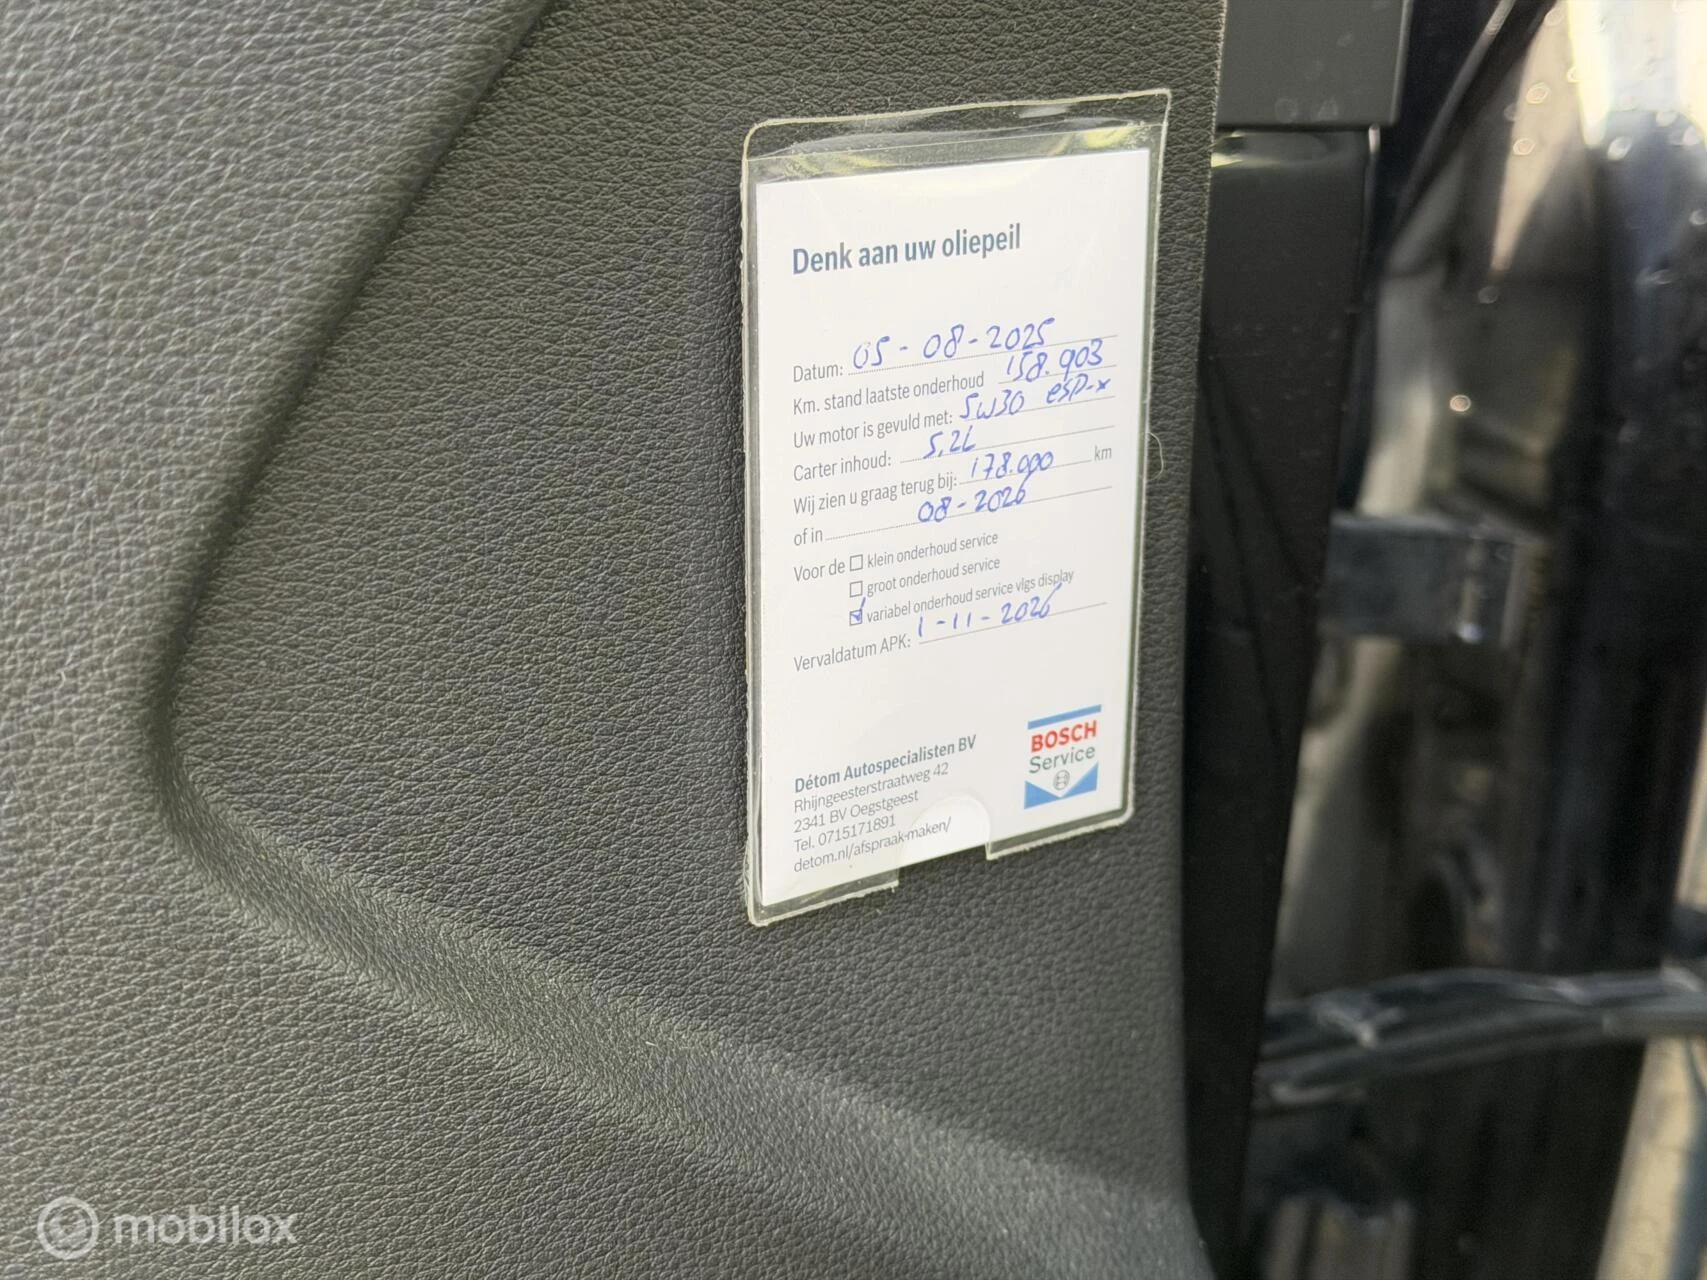 Denk aan uw oliepeil
Datum: 05-08-2025
Km. stand laatste onderhoud 158.903
Uw motor is gevuld met: 5W30 esp-x
Carter inhoud: 5,2L
Wij zien u graag terug bij: 178.000 km
of in 08-2026
Voor de klein onderhoud service
groot onderhoud service
variabel onderhoud service vlgs display
Vervaldatum APK: 1-11-2026
Détom Autospecialisten BV
Rhijngeesterstraatweg 42
2341 BV Oegstgeest
Tel. 0715171891
detom.nl/afspraak-maken/
BOSCH
Service
mobilox